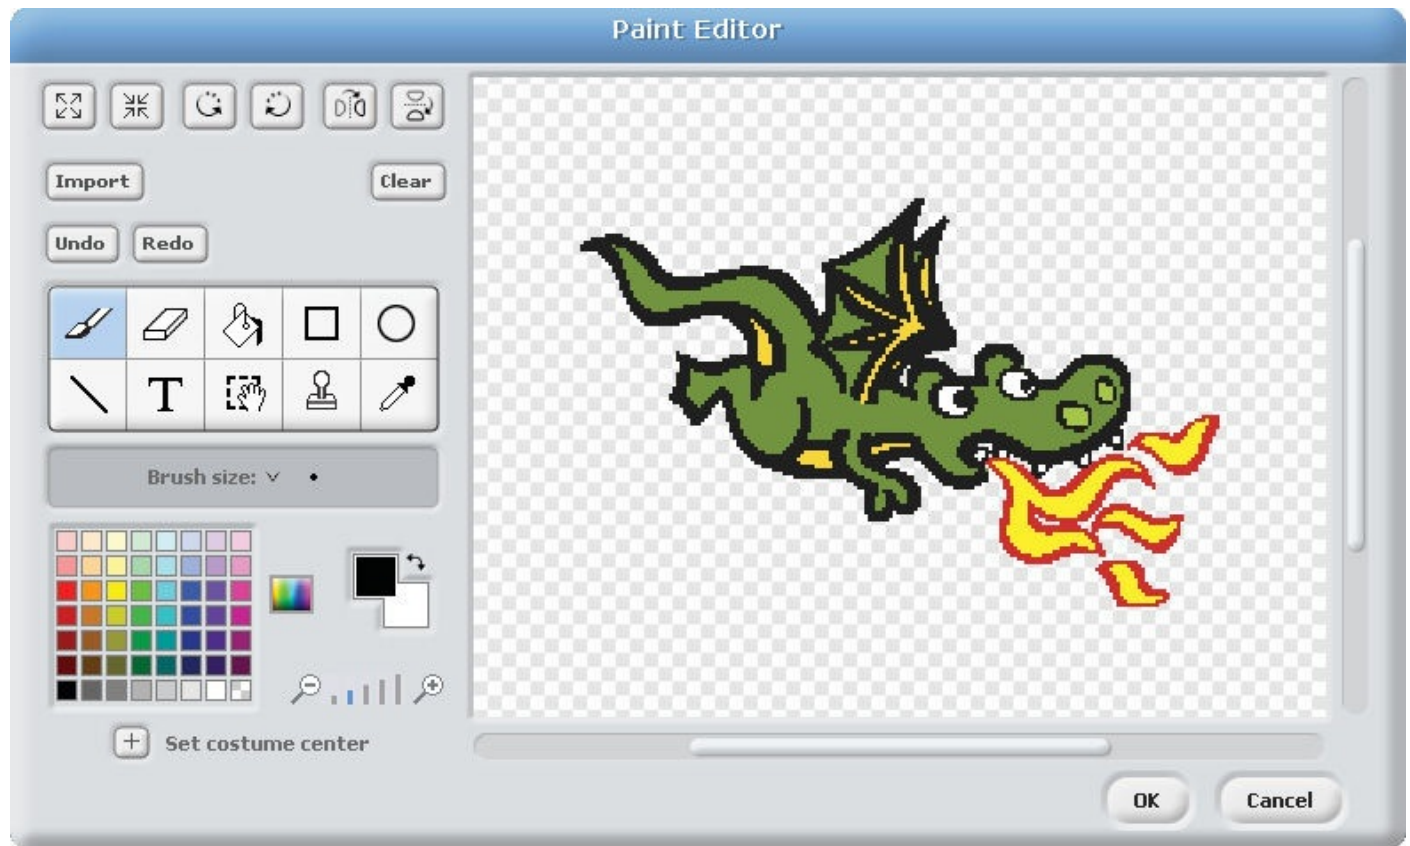 Paint Editor
Import
Clear
Undo
Redo
T
Brush size:
Set costume center
OK
Cancel